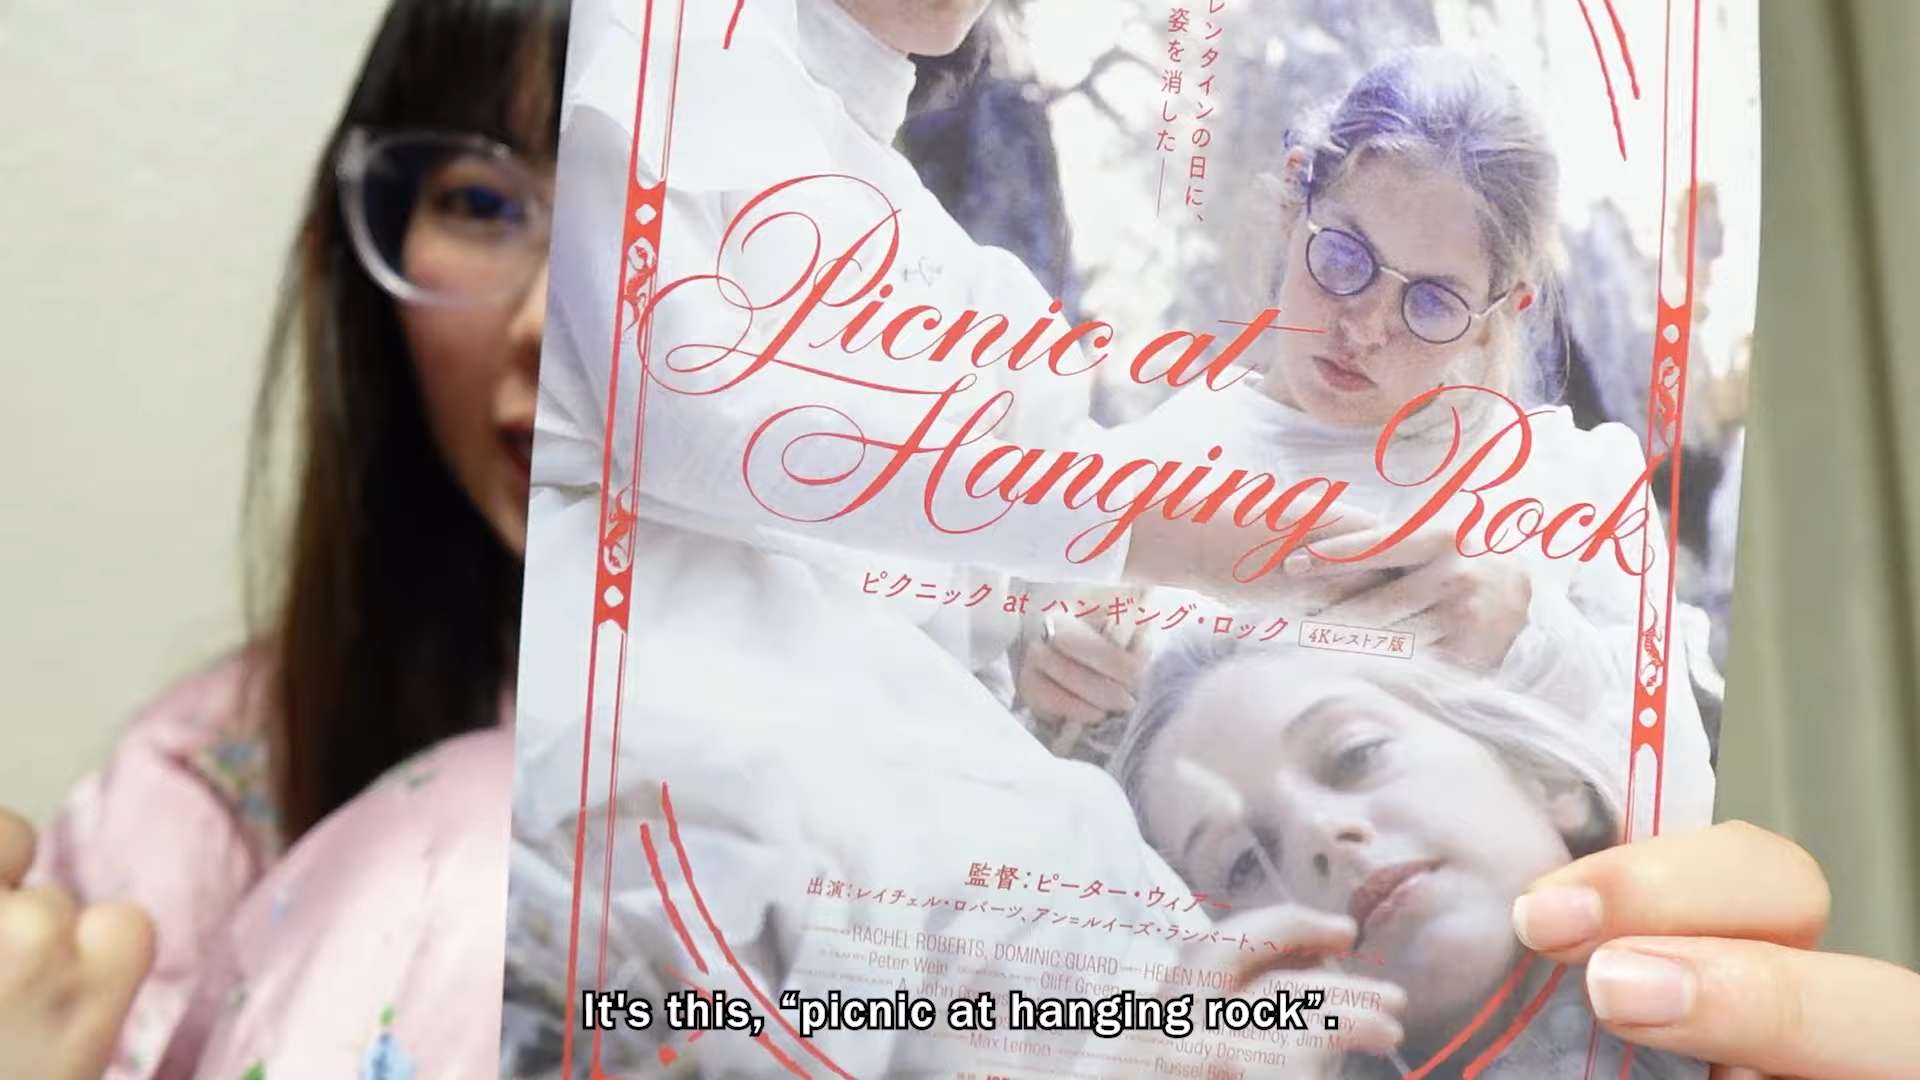 レンタインの日に、
姿を消した——
Picnic at
Hanging Rock
ピクニック at ハンギング・ロック 4Kレストア版
監督：ピーター・ウィアー
出演：レイチェル・ロバーツ、アン＝ルイーズ・ランバート、
RACHEL ROBERTS, DOMINIC GUARD HELEN MORSE, JACKI WEAVER
Peter Weir Cliff Green
A. John
Jim
Max Lemon Judy Dorsman
Russel Boyd
It's this, “picnic at hanging rock”.